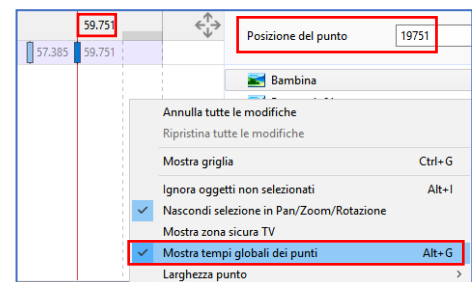 59.751
Posizione del punto 19751
57.385 59.751
Bambina
Annulla tutte le modifiche
Ripristina tutte le modifiche
Mostra griglia Ctrl+G
Ignora oggetti non selezionati Alt+I
Nascondi selezione in Pan/Zoom/Rotazione
Mostra zona sicura TV
Mostra tempi globali dei punti Alt+G
Larghezza punto